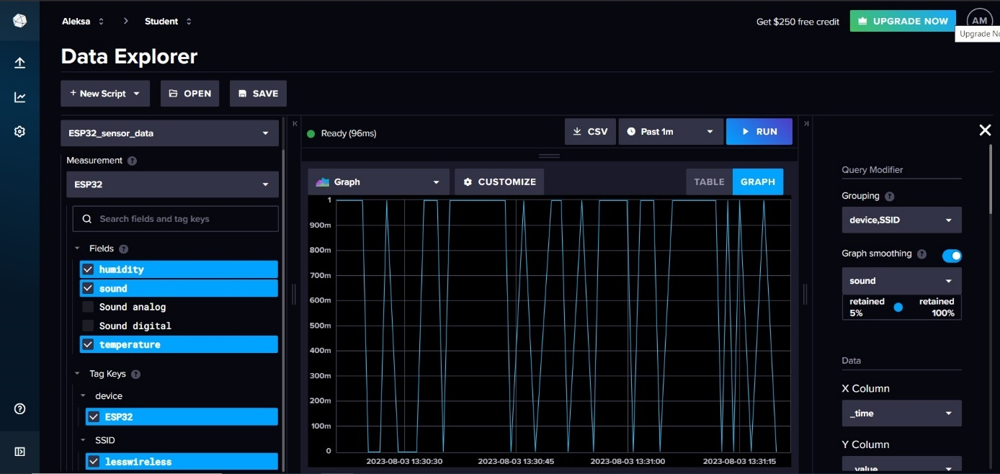 Aleksa Student Get $250 free credit UPGRADE NOW AM
Upgrade No
Data Explorer
+ New Script OPEN SAVE
ESP32_sensor_data
Ready (96ms) CSV Past 1m RUN
Measurement ?
ESP32
Graph CUSTOMIZE TABLE GRAPH
Search fields and tag keys
Fields ?
humidity
sound
Sound analog
Sound digital
temperature
Tag Keys ?
device
ESP32
SSID
lesswireless
1
900m
800m
700m
600m
500m
400m
300m
200m
100m
0
2023-08-03 13:30:30 2023-08-03 13:30:45 2023-08-03 13:31:00 2023-08-03 13:31:15
Query Modifier
Grouping ?
device,SSID
Graph smoothing ?
sound
retained retained
5% 100%
Data
X Column
_time
Y Column
_value